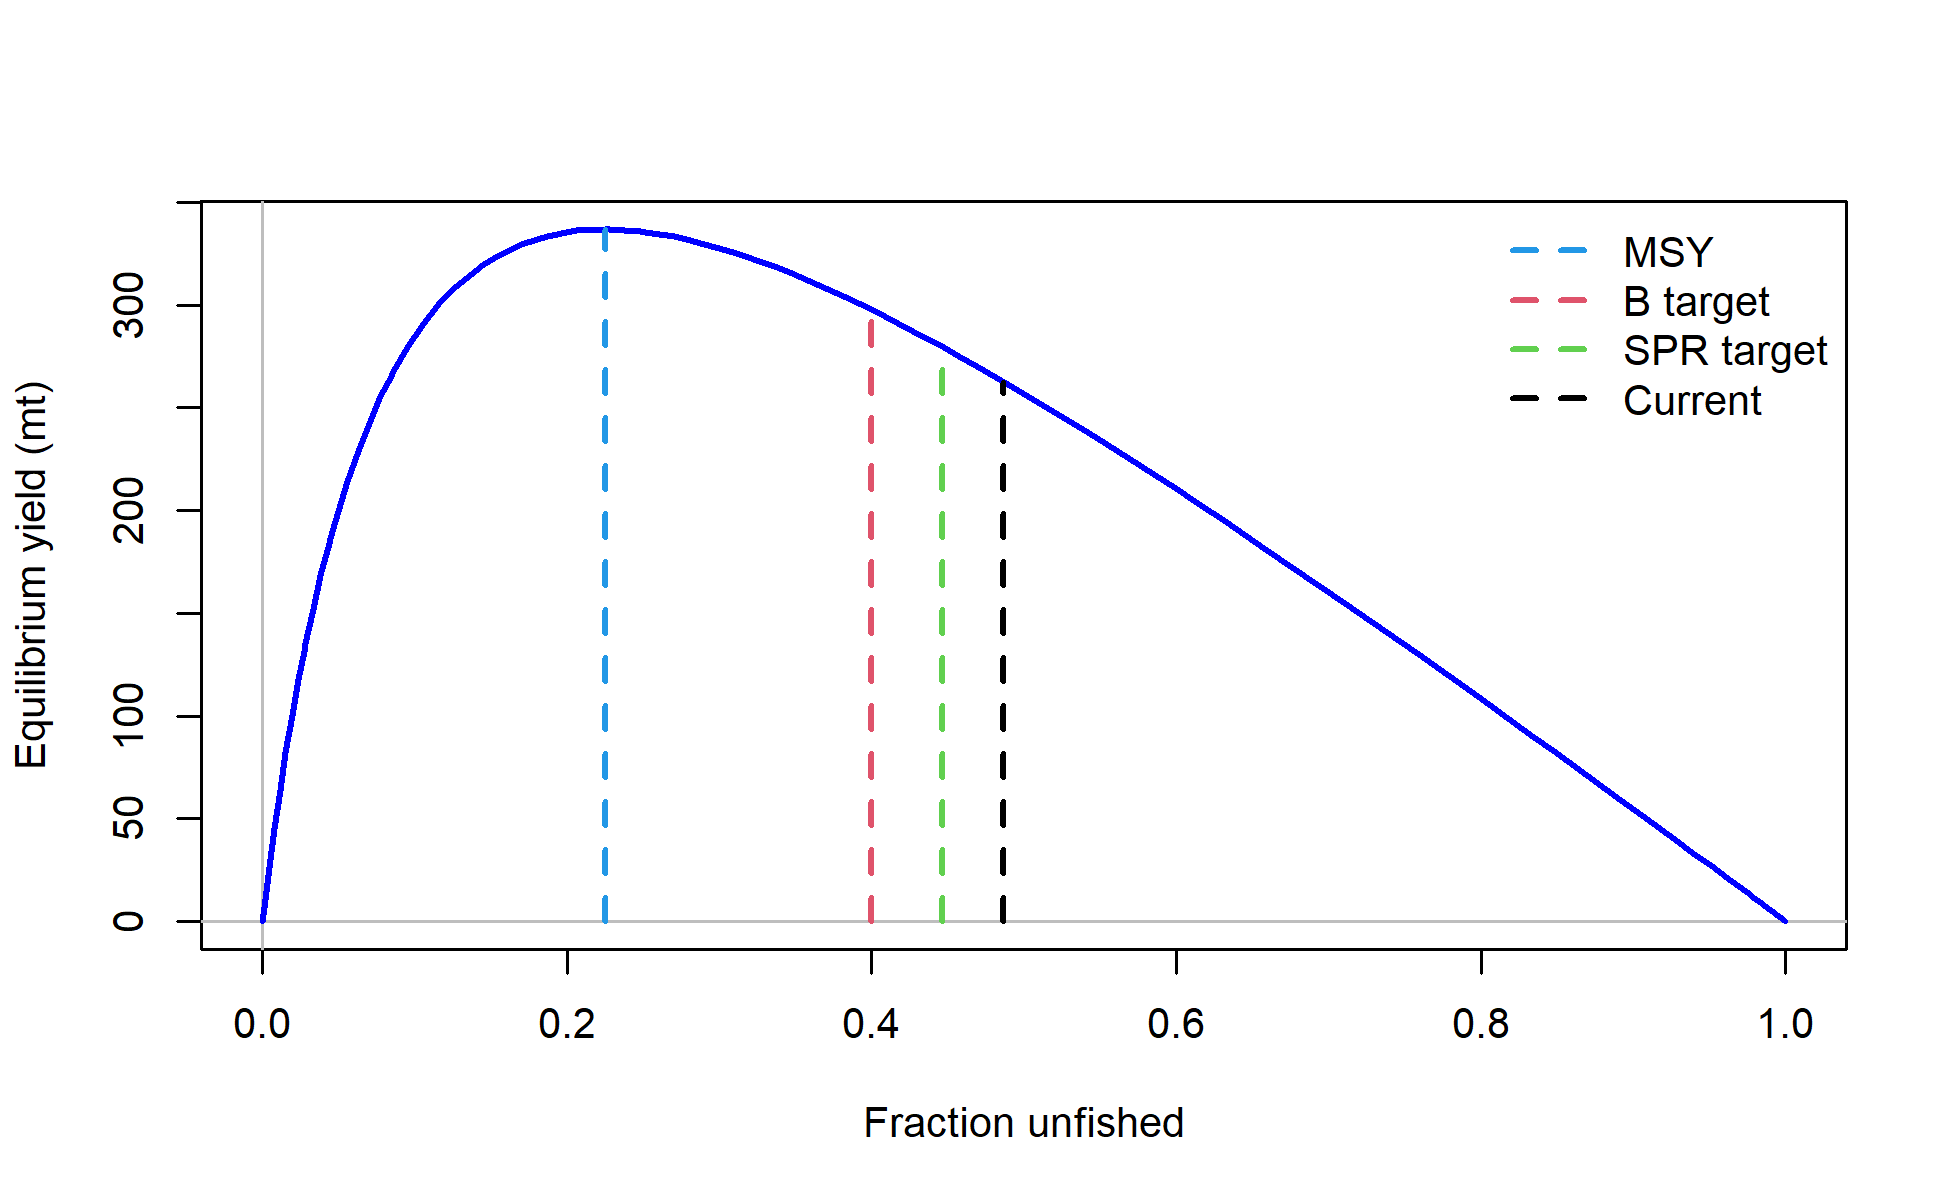 MSY
B target
SPR target
Current
Equilibrium yield (mt)
300
200
100
50
0
0.0 0.2 0.4 0.6 0.8 1.0
Fraction unfished